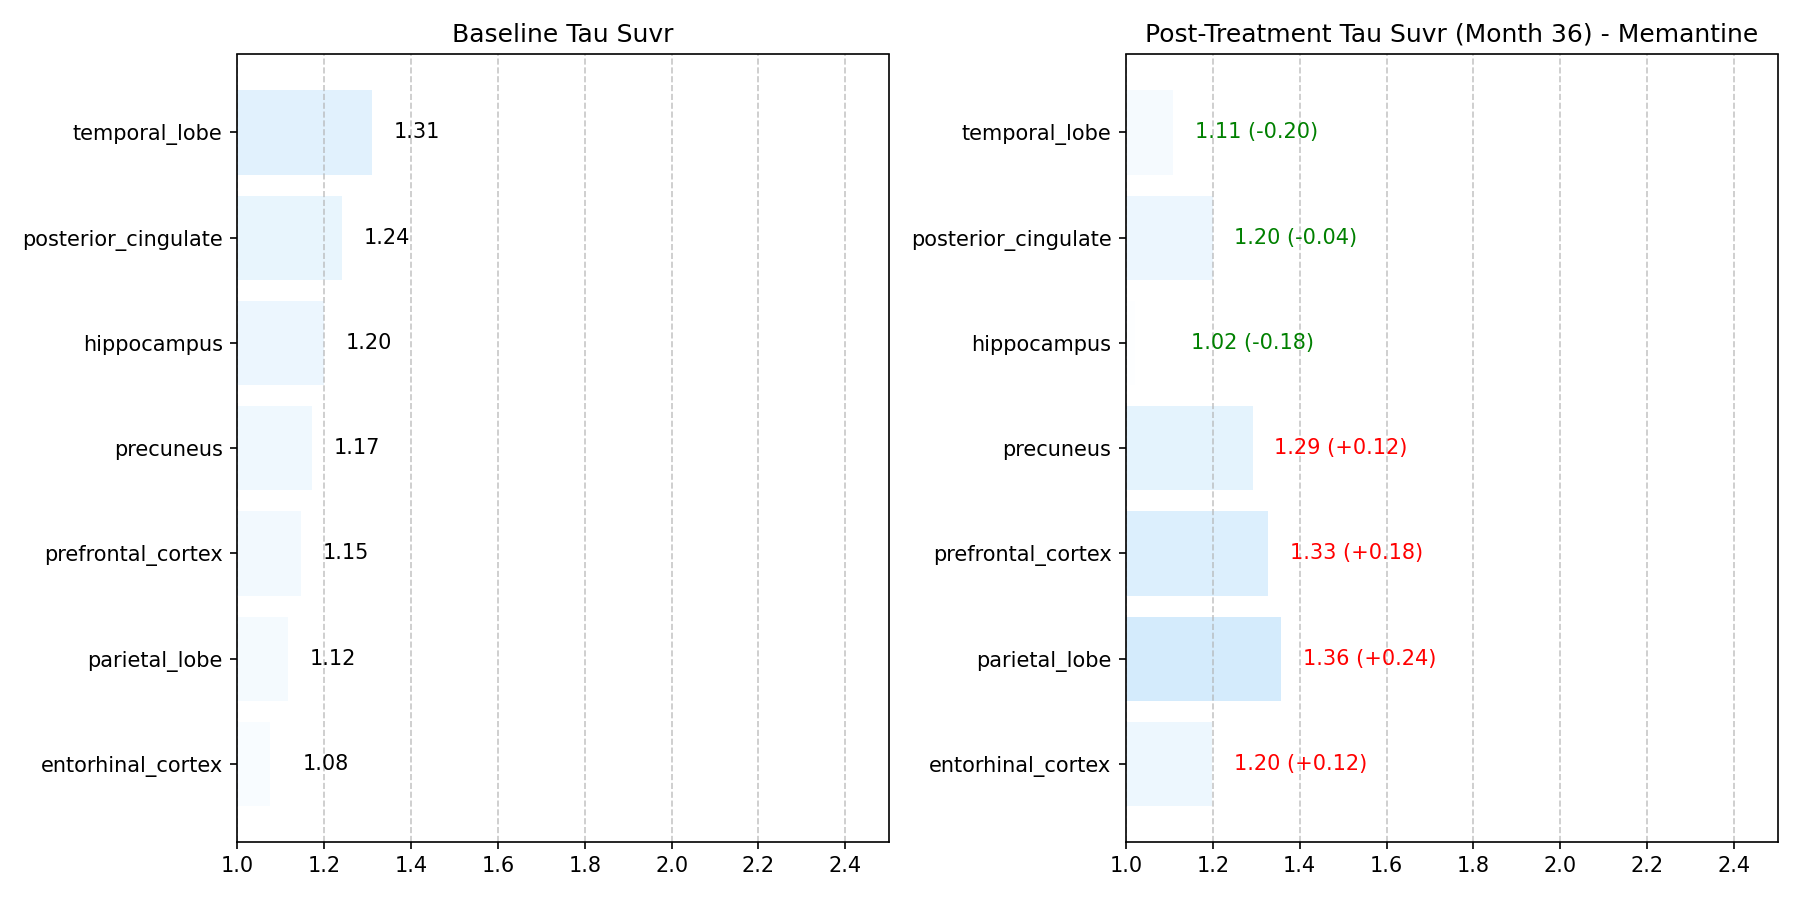 Baseline Tau Suvr
temporal_lobe
1.31
posterior_cingulate
1.24
hippocampus
1.20
precuneus
1.17
prefrontal_cortex
1.15
parietal_lobe
1.12
entorhinal_cortex
1.08
1.0 1.2 1.4 1.6 1.8 2.0 2.2 2.4
Post-Treatment Tau Suvr (Month 36) - Memantine
temporal_lobe
1.11 (-0.20)
posterior_cingulate
1.20 (-0.04)
hippocampus
1.02 (-0.18)
precuneus
1.29 (+0.12)
prefrontal_cortex
1.33 (+0.18)
parietal_lobe
1.36 (+0.24)
entorhinal_cortex
1.20 (+0.12)
1.0 1.2 1.4 1.6 1.8 2.0 2.2 2.4